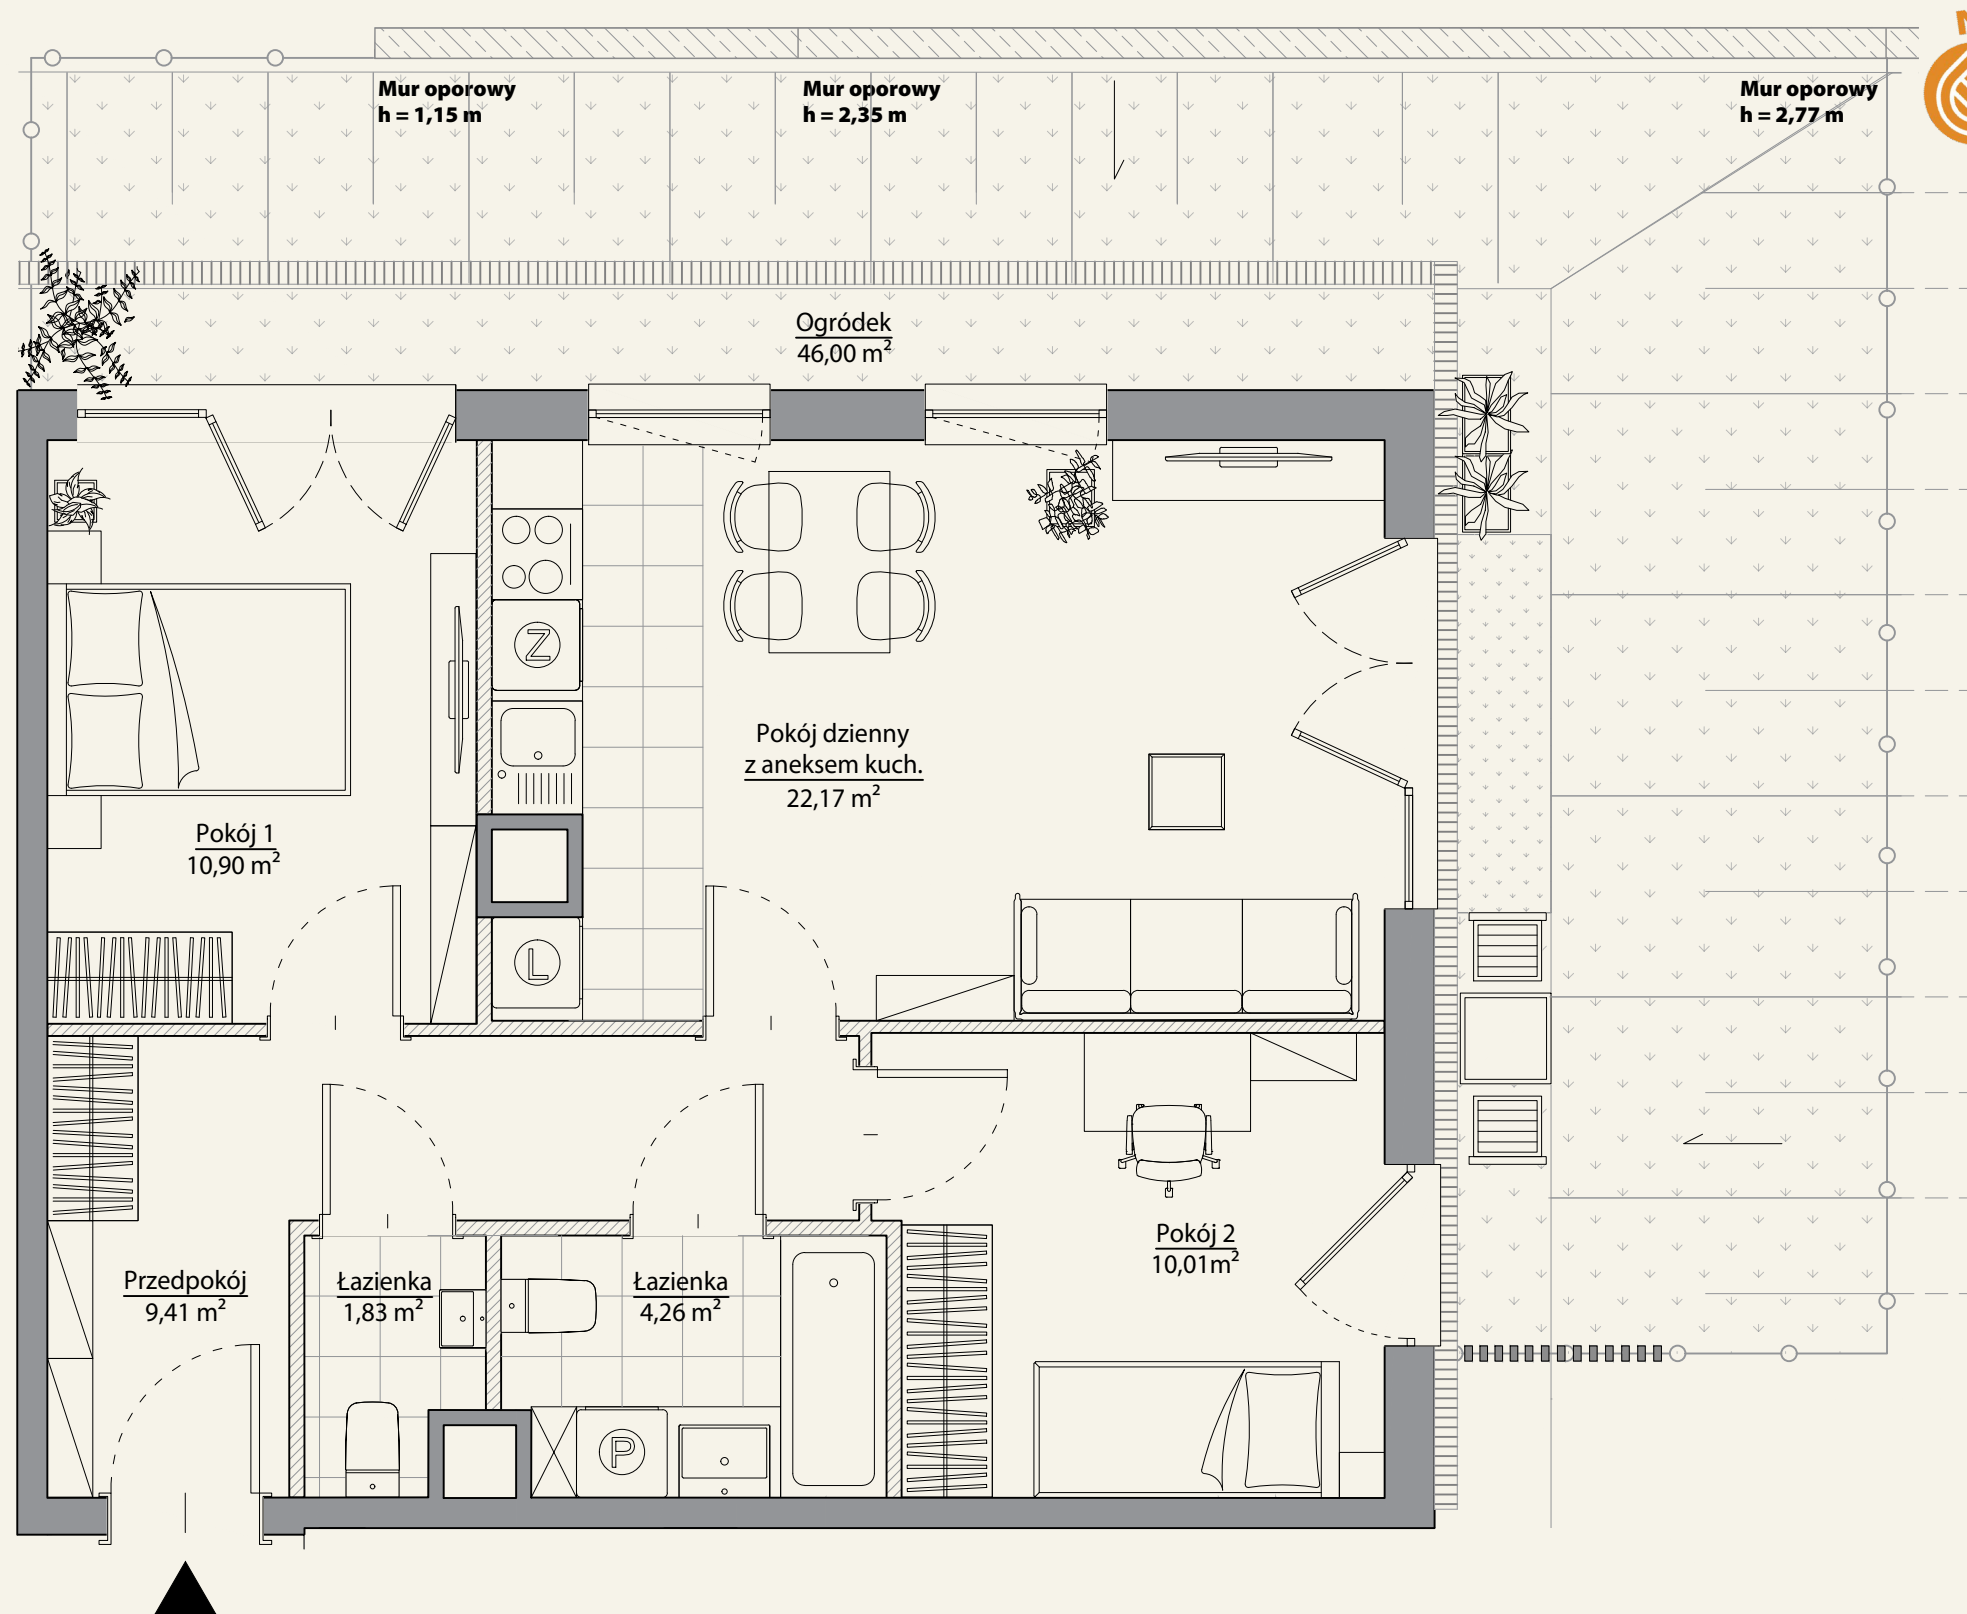 Mur oporowy
h = 1,15 m
Mur oporowy
h = 2,35 m
Mur oporowy
h = 2,77 m
Ogródek
46,00 m²
Z
Pokój dzienny
z aneksem kuch.
22,17 m²
Pokój 1
10,90 m²
L
Pokój 2
10,01m²
Przedpokój
9,41 m²
Łazienka
1,83 m²
Łazienka
4,26 m²
P